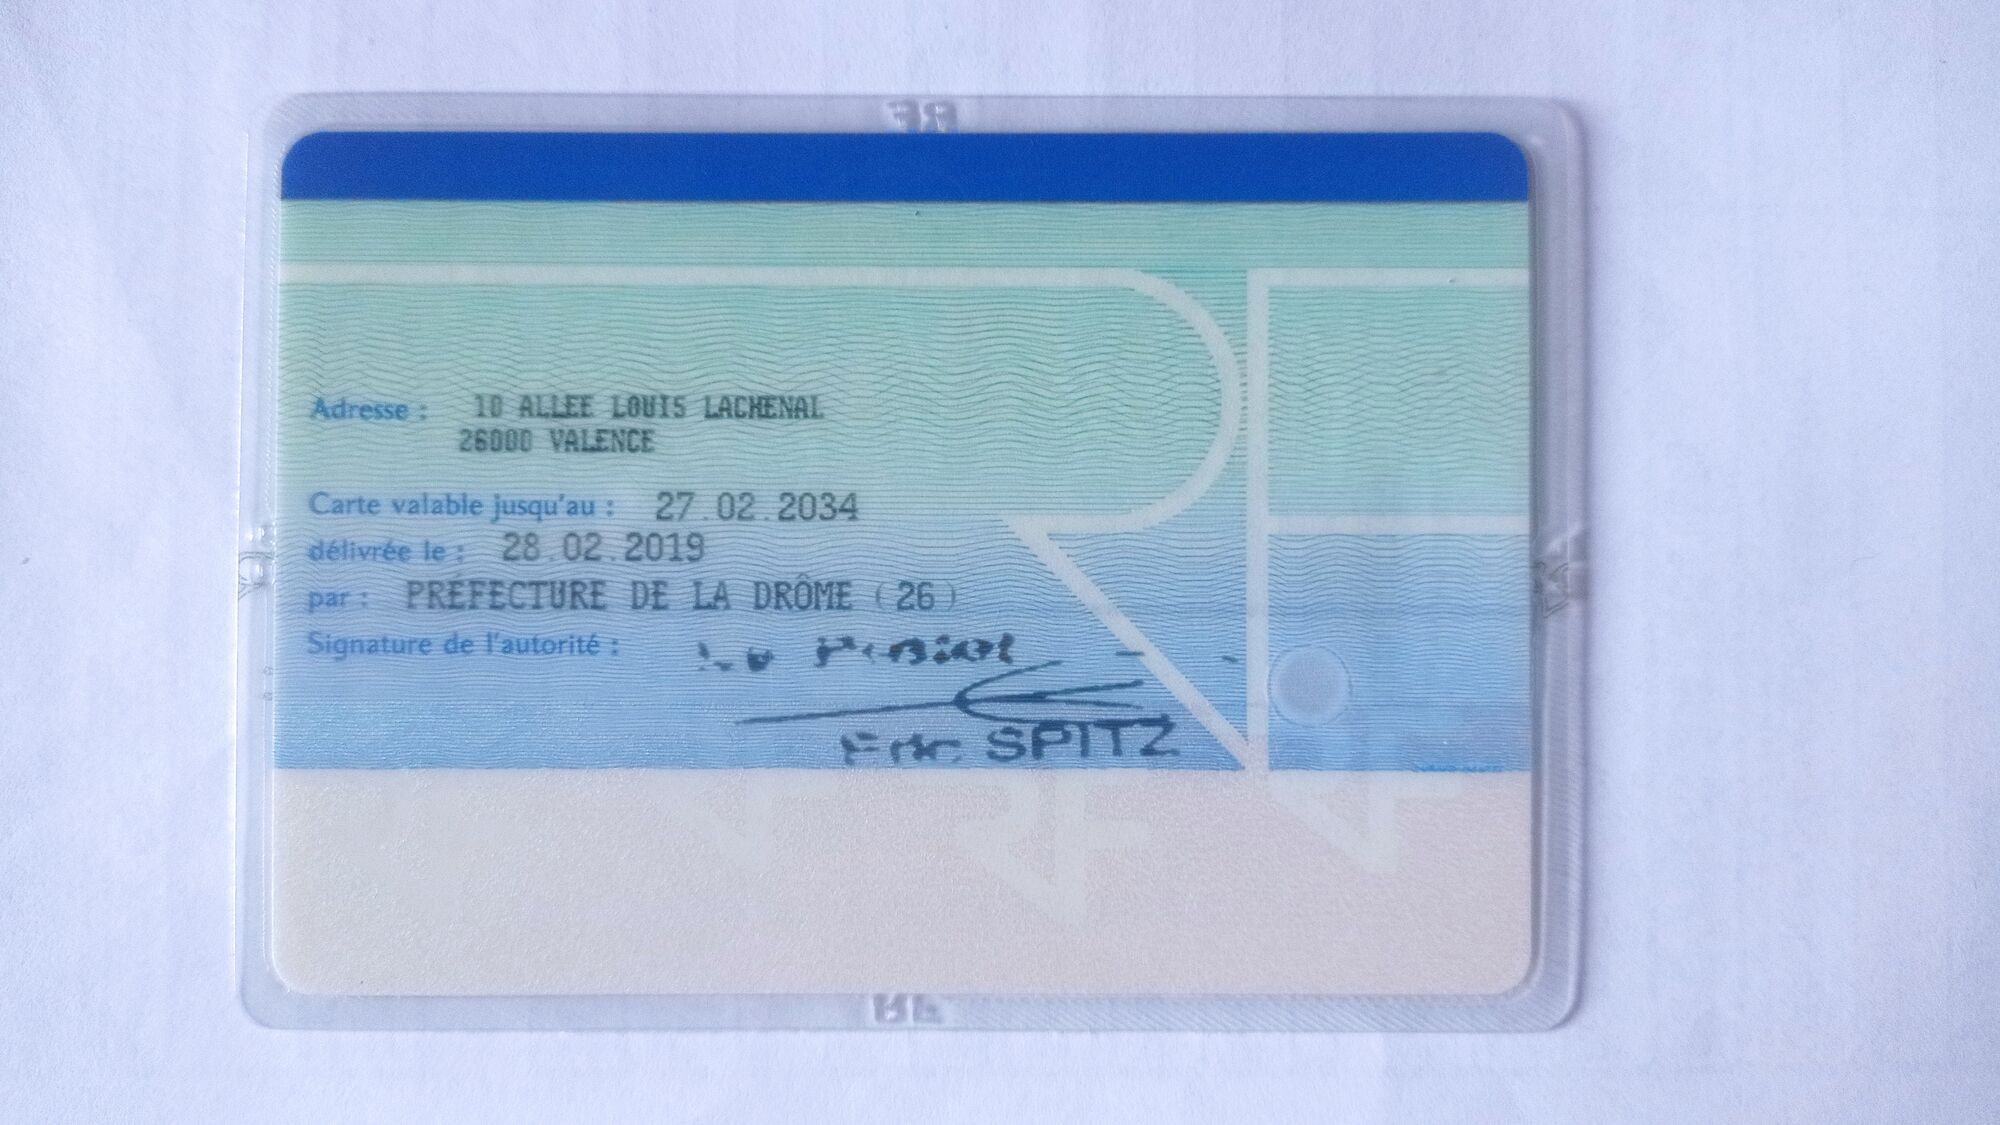 Adresse : 10 ALLEE LOUIS LACHENAL
26000 VALENCE
Carte valable jusqu'au : 27.02.2034
délivrée le : 28.02.2019
par : PRÉFECTURE DE LA DRÔME (26)
Signature de l'autorité :
SPITZ